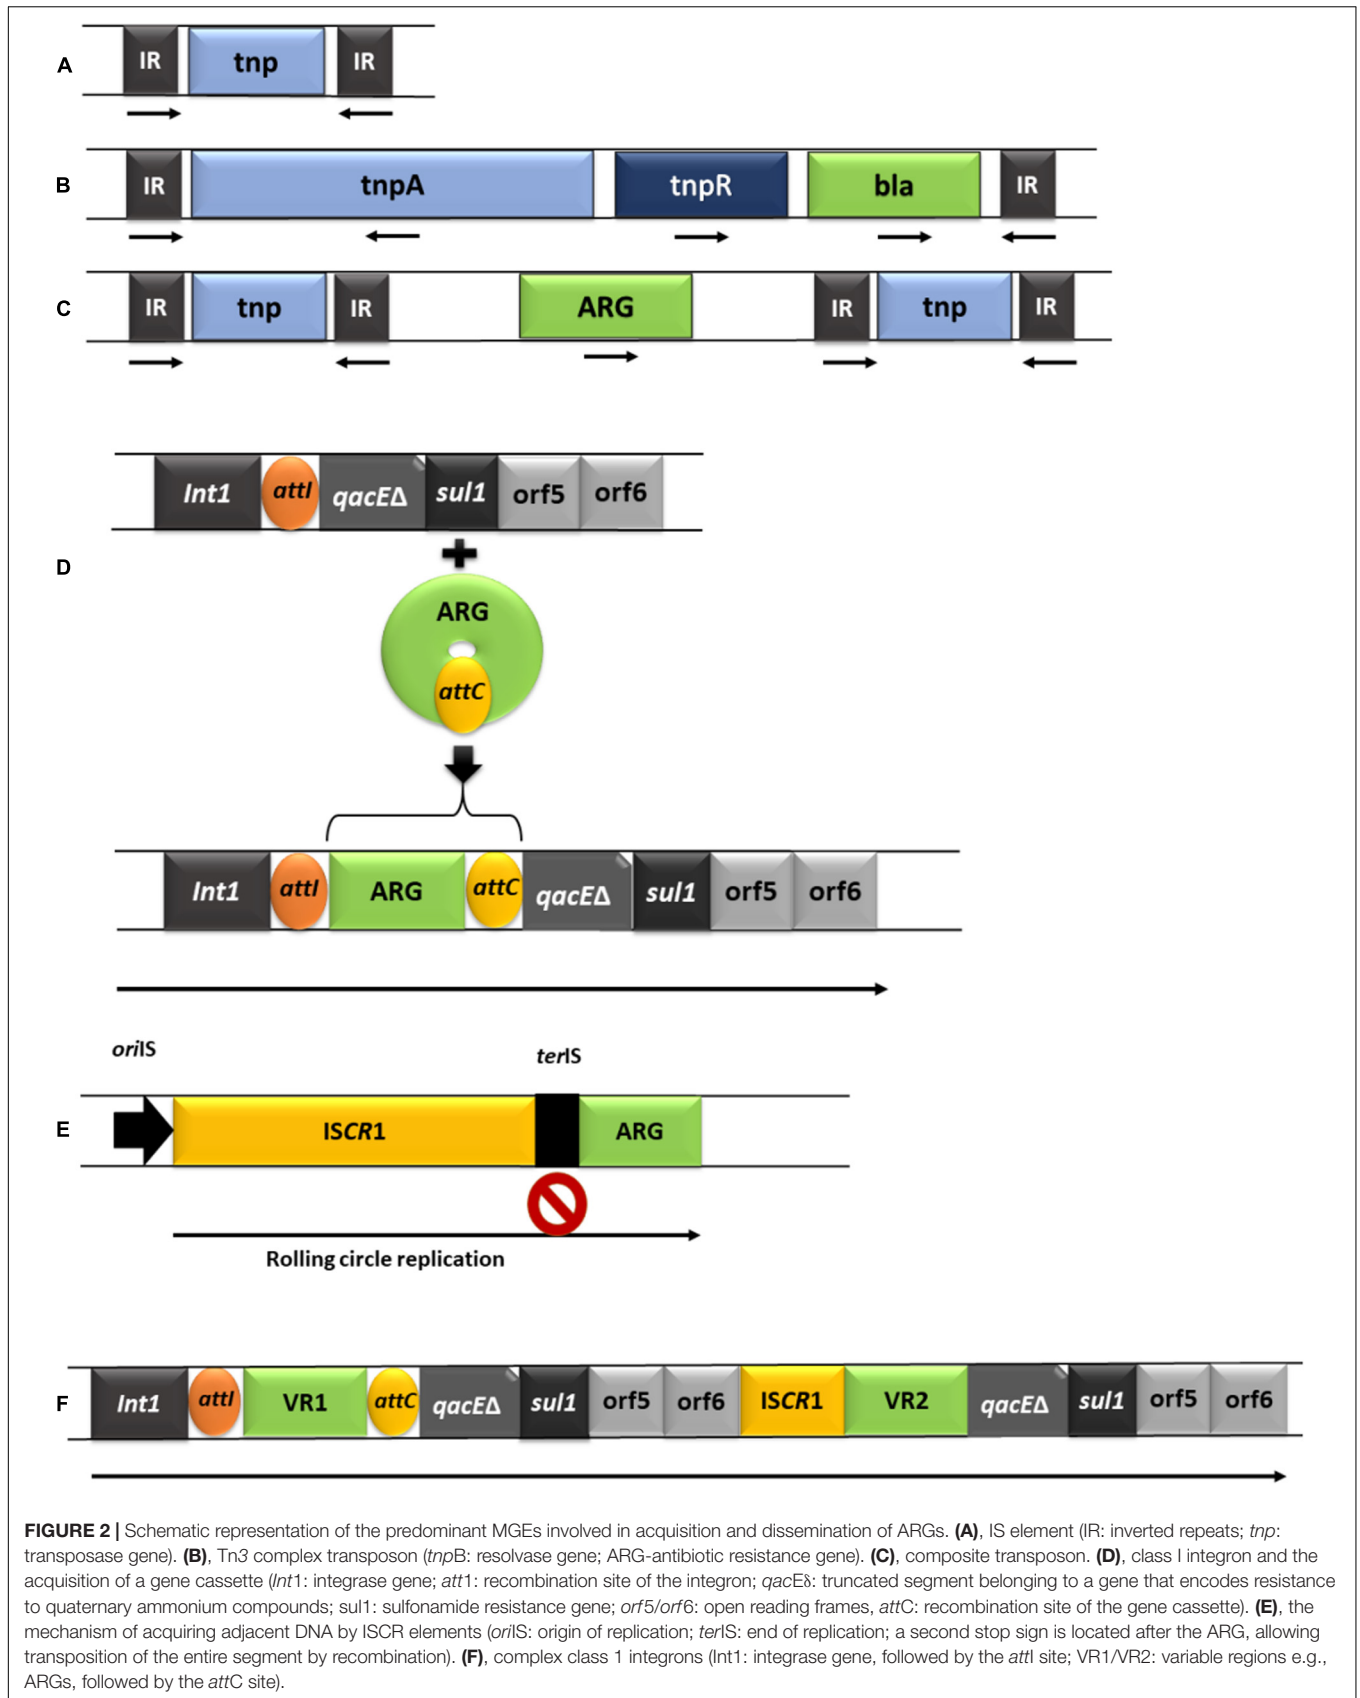 A
IR tnp IR
B
IR tnpA tnpR bla IR
C
IR tnp IR ARG IR tnp IR
Int1 attI qacEΔ sul1 orf5 orf6
D
ARG
attC
Int1 attI ARG attC qacEΔ sul1 orf5 orf6
oriIS terIS
E
ISCR1 ARG
Rolling circle replication
F
Int1 attI VR1 attC qacEΔ sul1 orf5 orf6 ISCR1 VR2 qacEΔ sul1 orf5 orf6
FIGURE 2 | Schematic representation of the predominant MGEs involved in acquisition and dissemination of ARGs. (A), IS element (IR: inverted repeats; tnp:
transposase gene). (B), Tn3 complex transposon (tnpB: resolvase gene; ARG-antibiotic resistance gene). (C), composite transposon. (D), class I integron and the
acquisition of a gene cassette (Int1: integrase gene; att1: recombination site of the integron; qacEδ: truncated segment belonging to a gene that encodes resistance
to quaternary ammonium compounds; sul1: sulfonamide resistance gene; orf5/orf6: open reading frames, attC: recombination site of the gene cassette). (E), the
mechanism of acquiring adjacent DNA by ISCR elements (oriIS: origin of replication; terIS: end of replication; a second stop sign is located after the ARG, allowing
transposition of the entire segment by recombination). (F), complex class 1 integrons (Int1: integrase gene, followed by the attI site; VR1/VR2: variable regions e.g.,
ARGs, followed by the attC site).